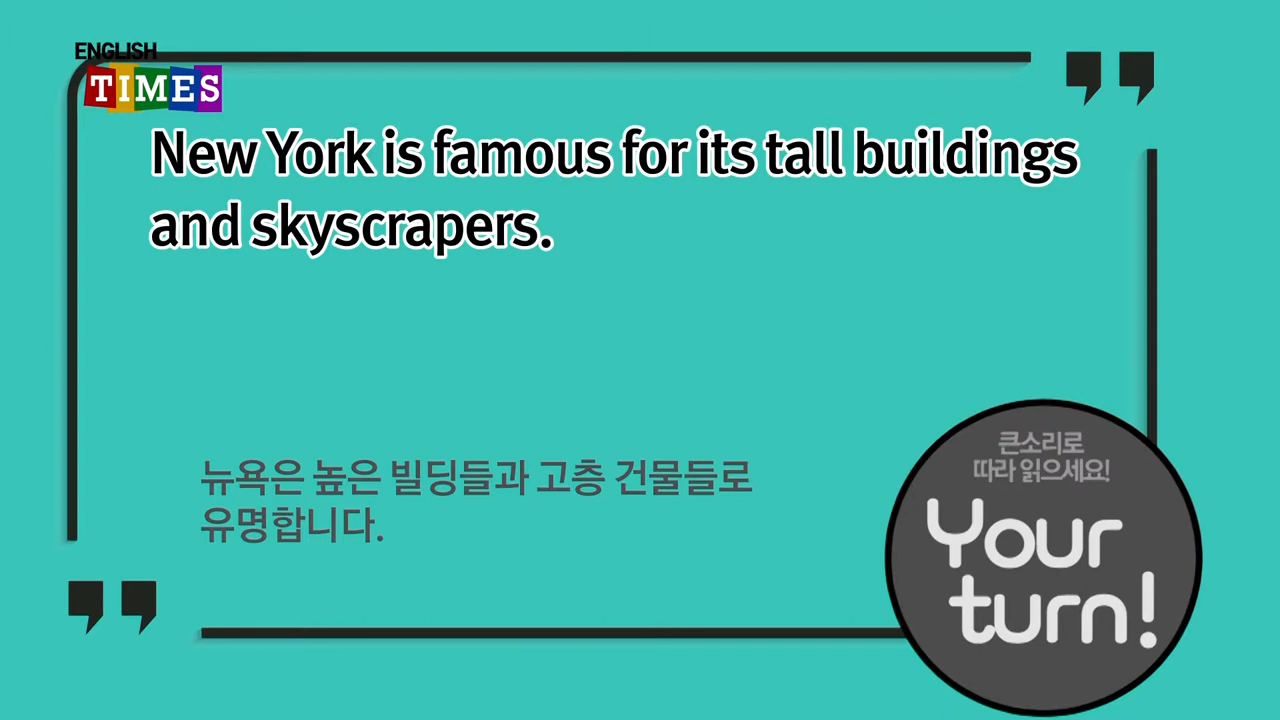 ENGLISH
TIMES
New York is famous for its tall buildings
and skyscrapers.
뉴욕은 높은 빌딩들과 고층 건물들로
유명합니다.
큰소리로
따라 읽으세요!
Your
turn!